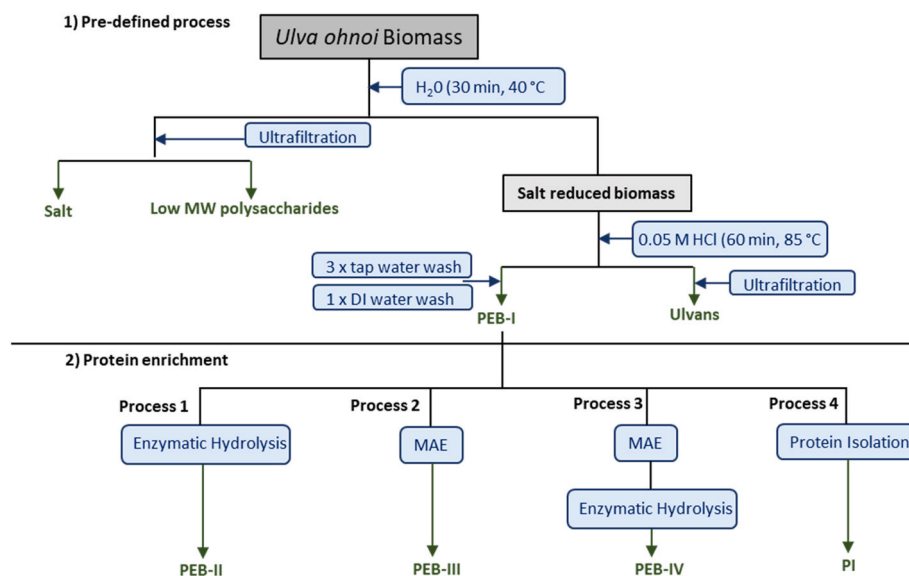 1) Pre-defined process
Ulva ohnoi Biomass
H₂0 (30 min, 40 °C
Ultrafiltration
Salt
Low MW polysaccharides
Salt reduced biomass
0.05 M HCl (60 min, 85 °C
3 x tap water wash
1 x DI water wash
Ultrafiltration
PEB-I
Ulvans
2) Protein enrichment
Process 1
Process 2
Process 3
Process 4
Enzymatic Hydrolysis
MAE
MAE
Protein Isolation
Enzymatic Hydrolysis
PEB-II
PEB-III
PEB-IV
PI